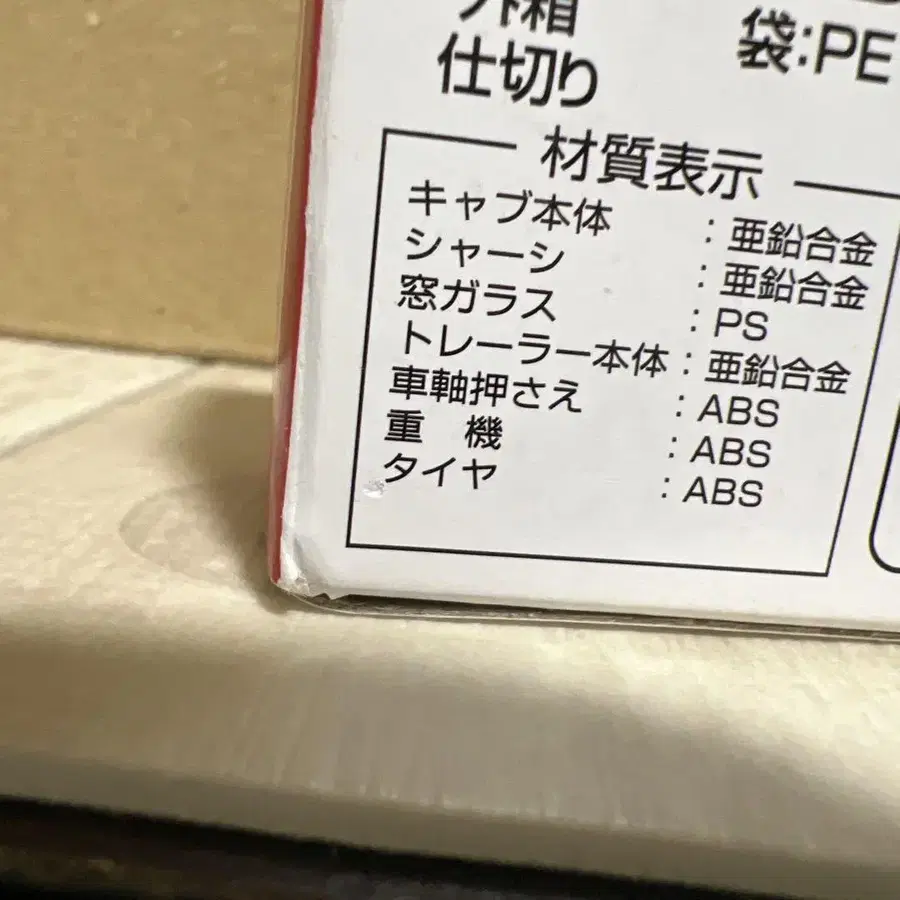 外箱
仕切り
袋:PE
材質表示
キャブ本体 : 亜鉛合金
シャーシ : 亜鉛合金
窓ガラス : PS
トレーラー本体 : 亜鉛合金
車軸押さえ : ABS
重 機 : ABS
タイヤ : ABS